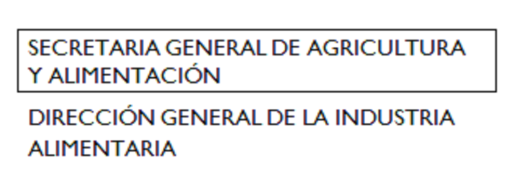 SECRETARIA GENERAL DE AGRICULTURA
Y ALIMENTACIÓN
DIRECCIÓN GENERAL DE LA INDUSTRIA
ALIMENTARIA